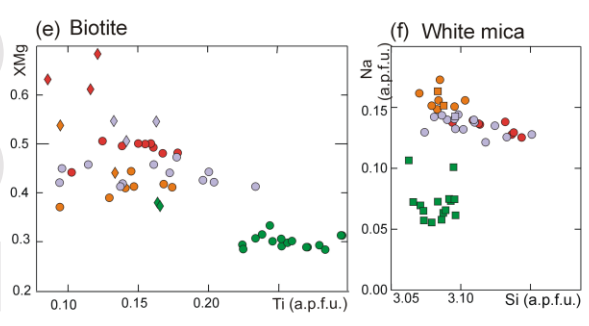 (e) Biotite
XMg
0.6
0.5
0.4
0.3
0.2
0.10 0.15 0.20 Ti (a.p.f.u.)
(f) White mica
Na
(a.p.f.u.)
0.15
0.10
0.05
0.00
3.05 3.10 Si (a.p.f.u.)